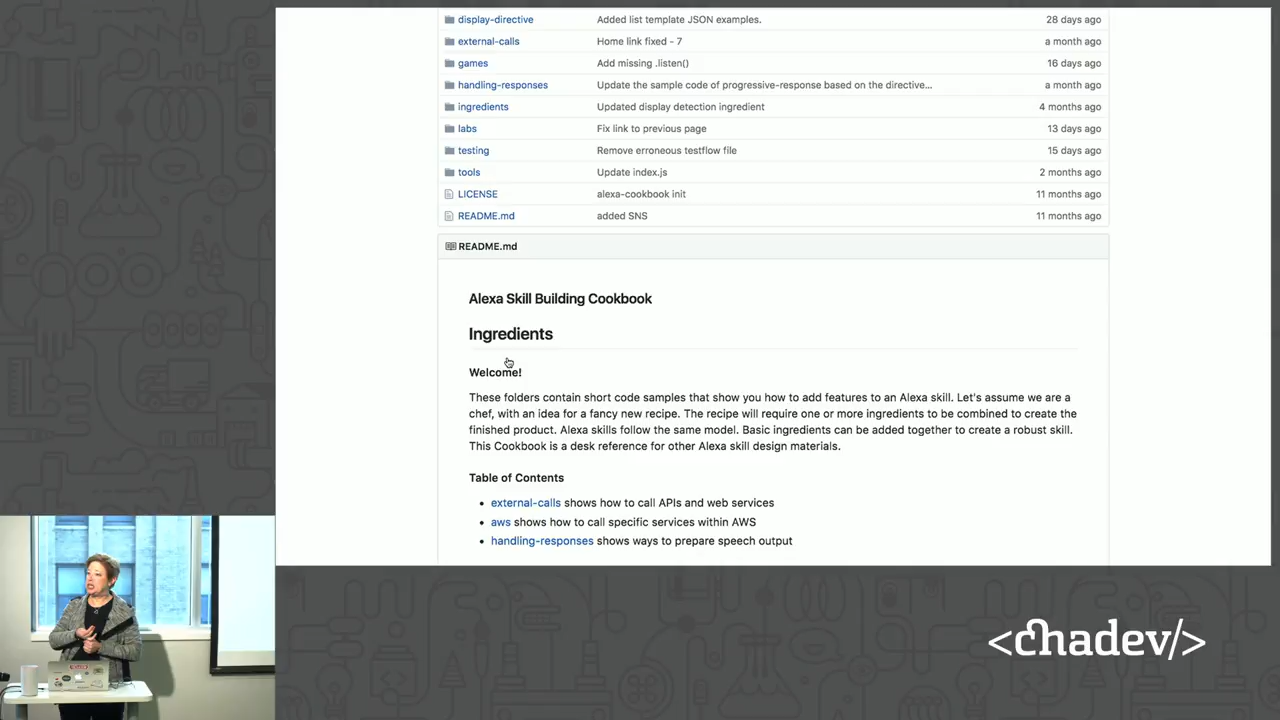 display-directive Added list template JSON examples. 28 days ago
external-calls Home link fixed - 7 a month ago
games Add missing .listen() 16 days ago
handling-responses Update the sample code of progressive-response based on the directive… a month ago
ingredients Updated display detection ingredient 4 months ago
labs Fix link to previous page 13 days ago
testing Remove erroneous testflow file 15 days ago
tools Update index.js 2 months ago
LICENSE alexa-cookbook init 11 months ago
README.md added SNS 11 months ago
README.md
Alexa Skill Building Cookbook
Ingredients
Welcome!
These folders contain short code samples that show you how to add features to an Alexa skill. Let's assume we are a
chef, with an idea for a fancy new recipe. The recipe will require one or more ingredients to be combined to create the
finished product. Alexa skills follow the same model. Basic ingredients can be added together to create a robust skill.
This Cookbook is a desk reference for other Alexa skill design materials.
Table of Contents
• external-calls shows how to call APIs and web services
• aws shows how to call specific services within AWS
• handling-responses shows ways to prepare speech output
<chadev/>